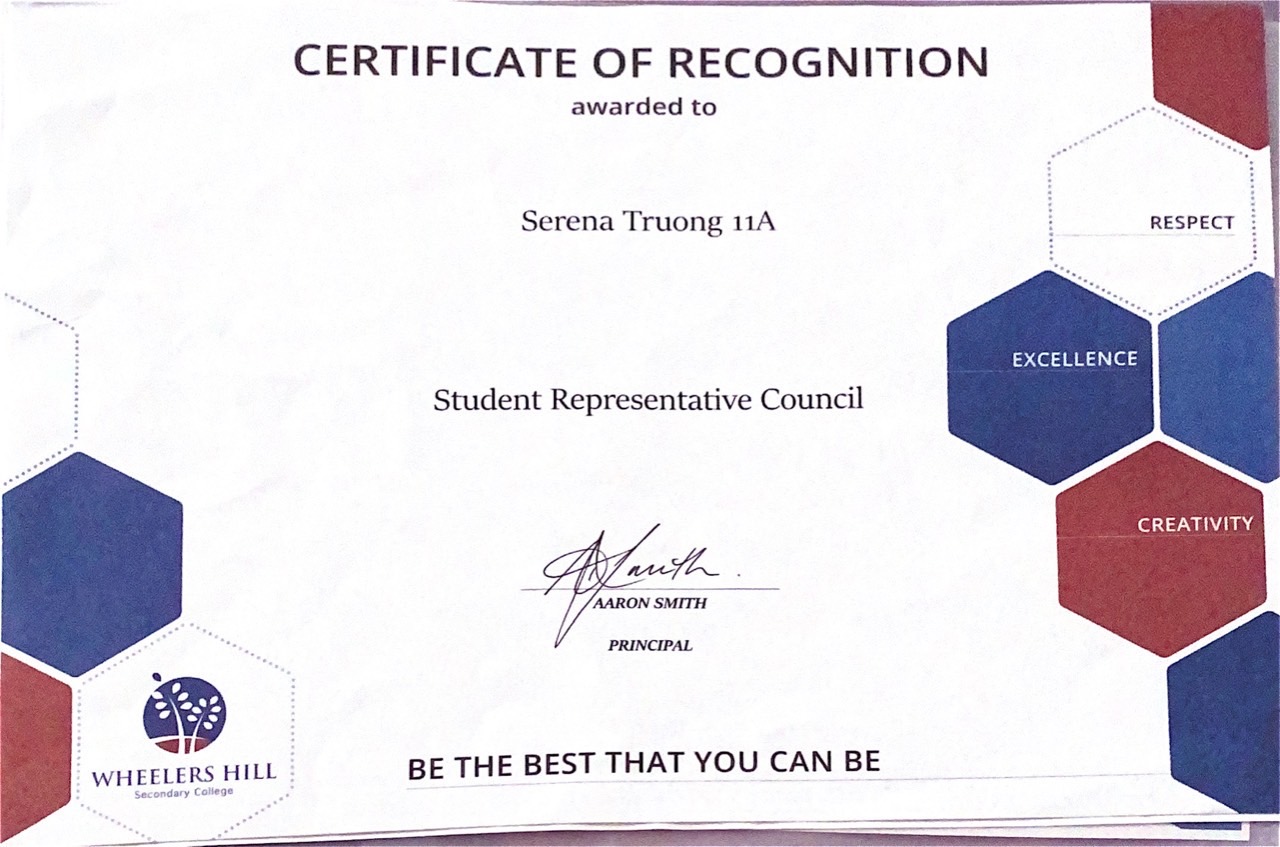 CERTIFICATE OF RECOGNITION
awarded to
Serena Truong 11A
RESPECT
EXCELLENCE
Student Representative Council
CREATIVITY
A Smith
AARON SMITH
PRINCIPAL
BE THE BEST THAT YOU CAN BE
WHEELERS HILL
Secondary College